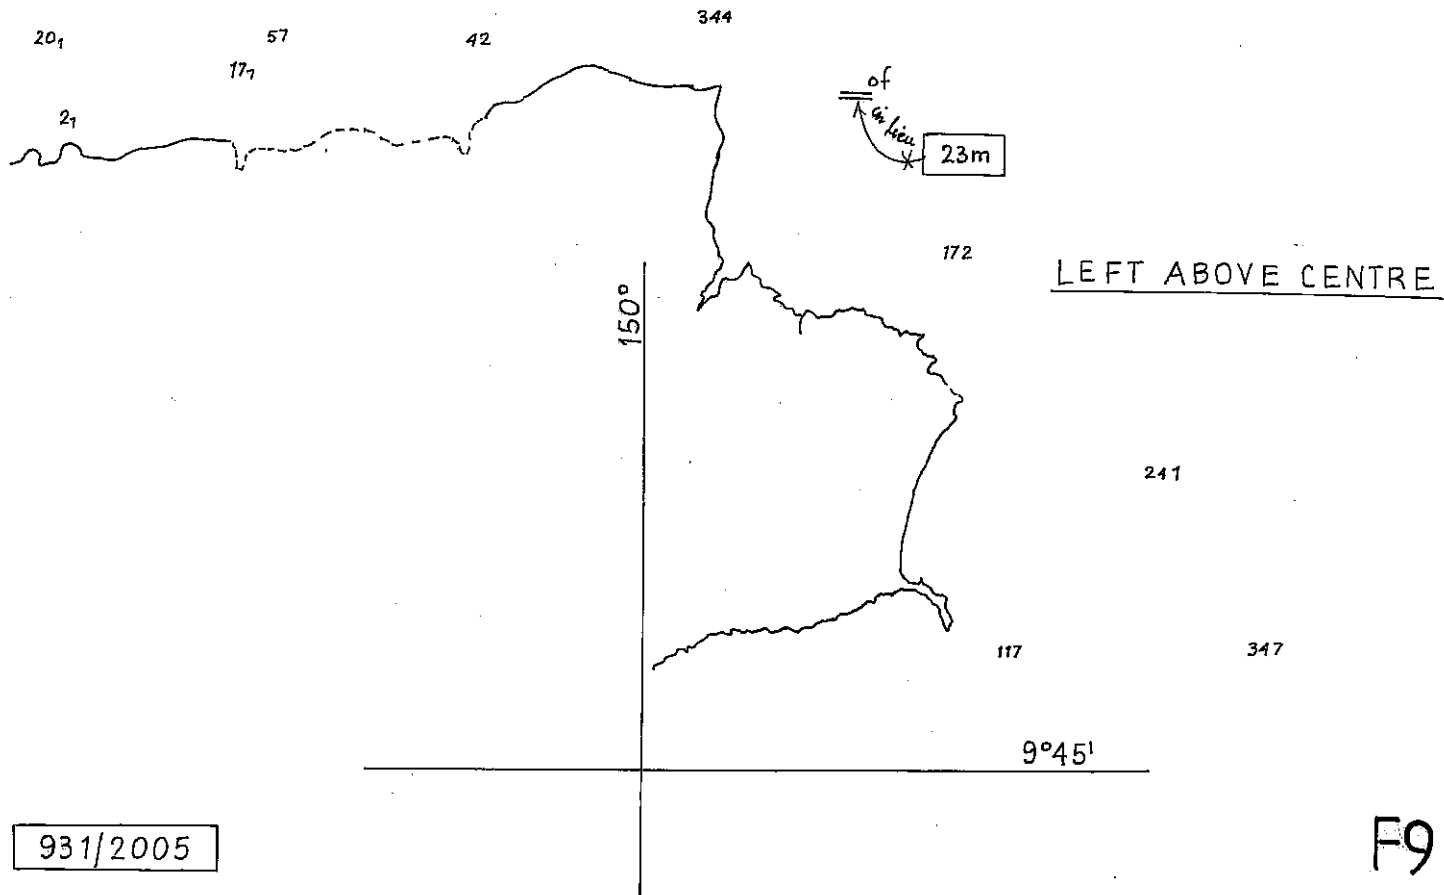 344
20₁
57
42
17₇
2₁
of
in lieu
23m
172
LEFT ABOVE CENTRE
150°
241
117
347
9°45'
931/2005
F9